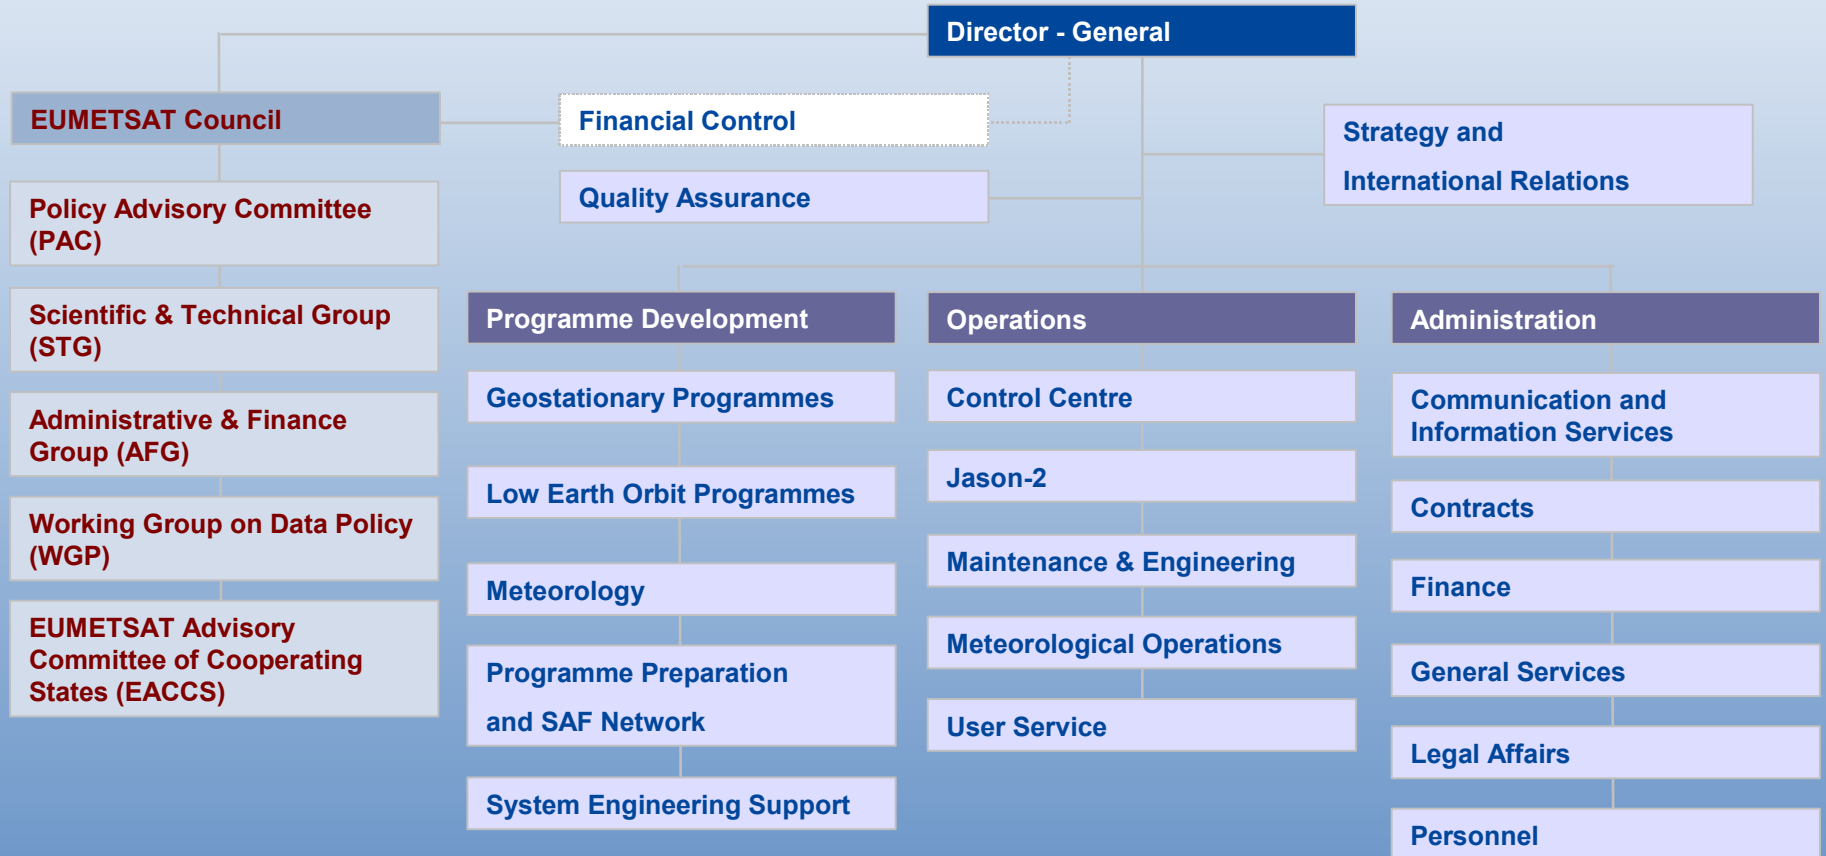 Director - General
EUMETSAT Council
Financial Control
Strategy and
International Relations
Quality Assurance
Policy Advisory Committee
(PAC)
Scientific & Technical Group
(STG)
Administrative & Finance
Group (AFG)
Working Group on Data Policy
(WGP)
EUMETSAT Advisory
Committee of Cooperating
States (EACCS)
Programme Development
Geostationary Programmes
Low Earth Orbit Programmes
Meteorology
Programme Preparation
and SAF Network
System Engineering Support
Operations
Control Centre
Jason-2
Maintenance & Engineering
Meteorological Operations
User Service
Administration
Communication and
Information Services
Contracts
Finance
General Services
Legal Affairs
Personnel